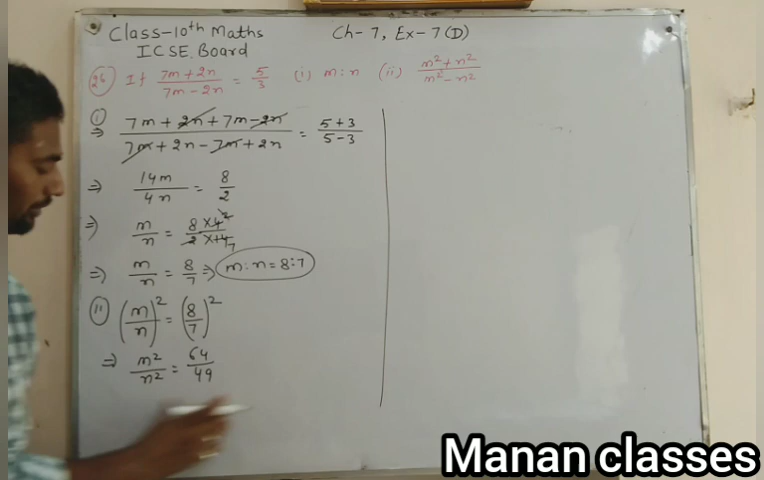 Class-10th Maths
ICSE. Board
Ch-7, Ex-7(D)
26) If 7m+2n/7m-2n = 5/3 (i) m:n (ii) m²+n²/m²-n²
(i)
⇒ 7m+2n+7m-2n/7m+2n-7m+2n = 5+3/5-3
⇒ 14m/4n = 8/2
⇒ m/n = 8×4²/2×147
⇒ m/n = 8/7 ⇒ m:n = 8:7
(ii) (m/n)² = (8/7)²
⇒ m²/n² = 64/49
Manan classes